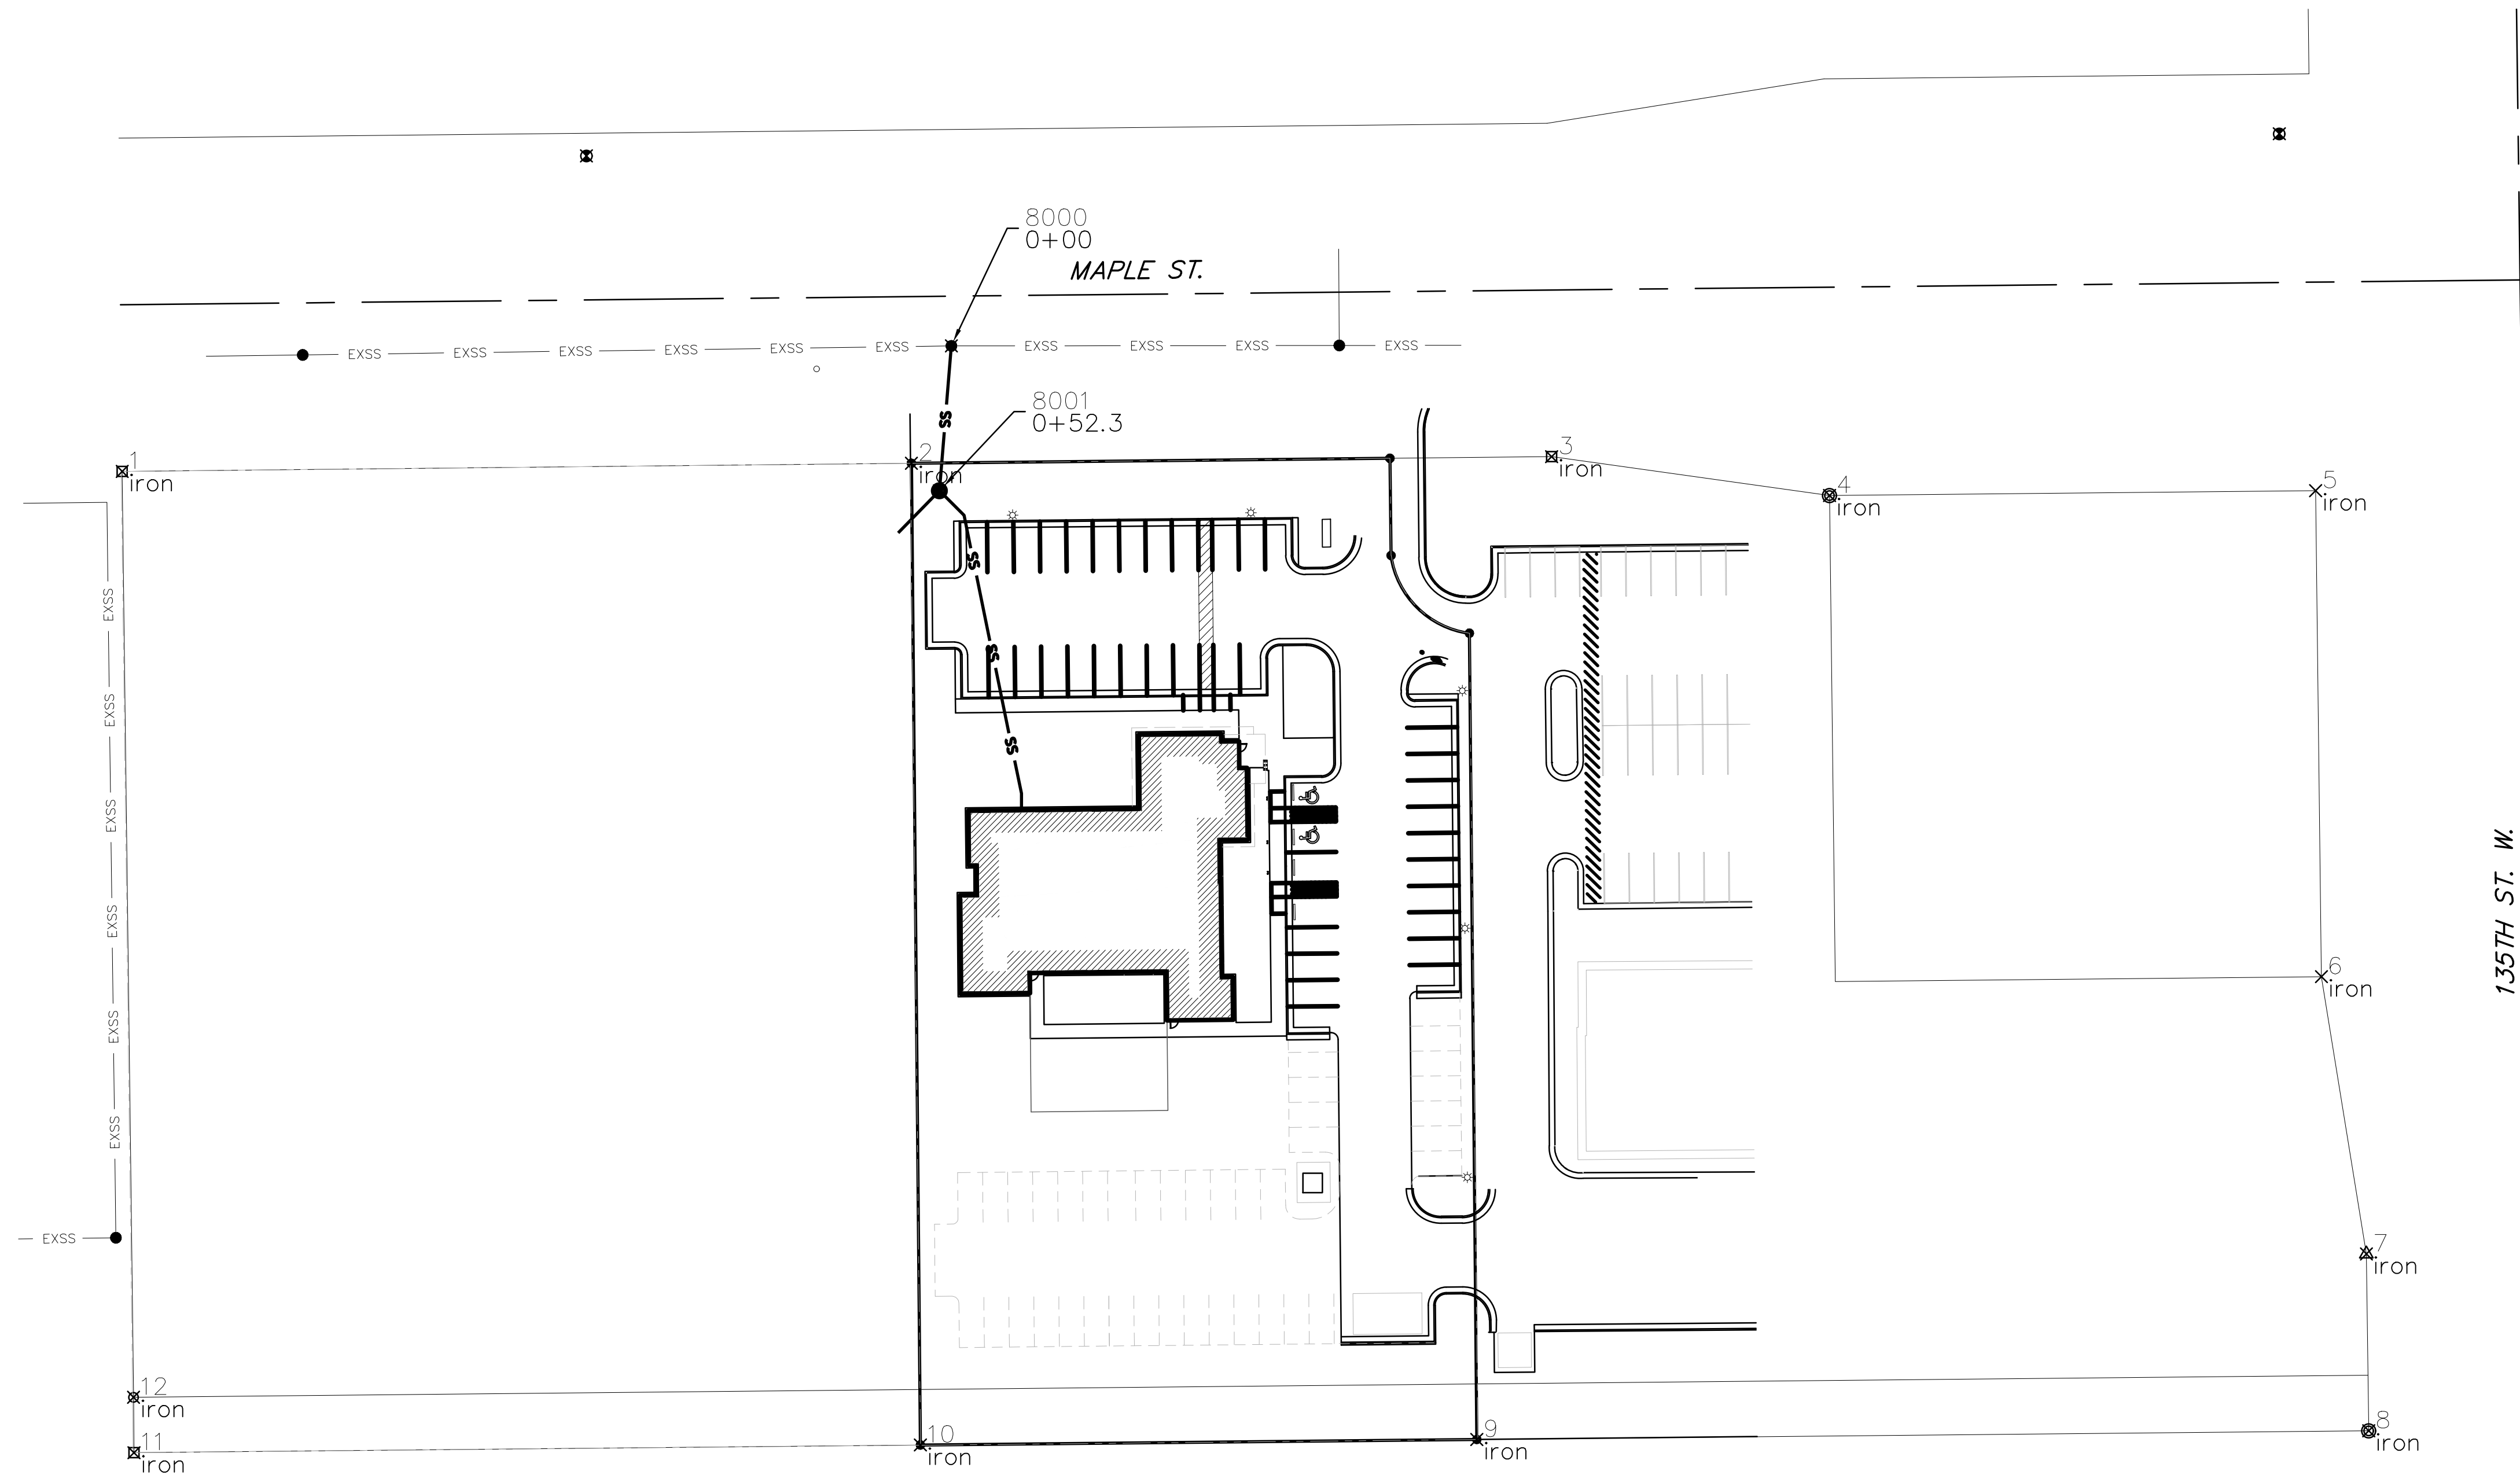 8000
0+00
MAPLE ST.
EXSS EXSS EXSS EXSS EXSS EXSS EXSS EXSS EXSS EXSS
8001
0+52.3
SS
1
iron
2
iron
3
iron
4
iron
5
iron
EXSS
EXSS
EXSS
EXSS
EXSS
EXSS
SS
SS
SS
135TH ST. W.
6
iron
7
iron
EXSS
12
iron
11
iron
10
iron
9
iron
8
iron